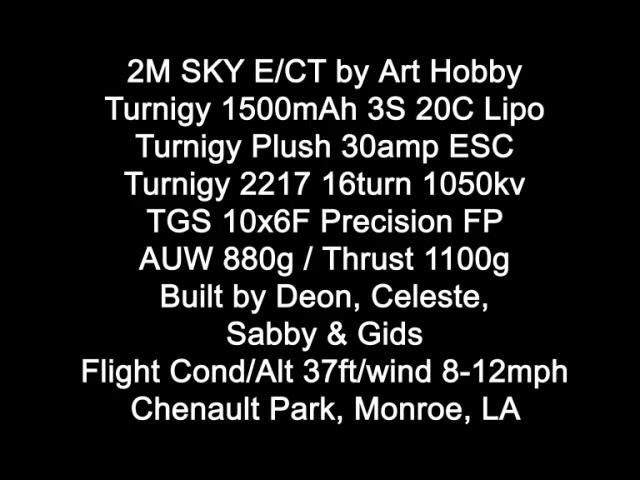 2M SKY E/CT by Art Hobby
Turnigy 1500mAh 3S 20C Lipo
Turnigy Plush 30amp ESC
Turnigy 2217 16turn 1050kv
TGS 10x6F Precision FP
AUW 880g / Thrust 1100g
Built by Deon, Celeste,
Sabby & Gids
Flight Cond/Alt 37ft/wind 8-12mph
Chenault Park, Monroe, LA